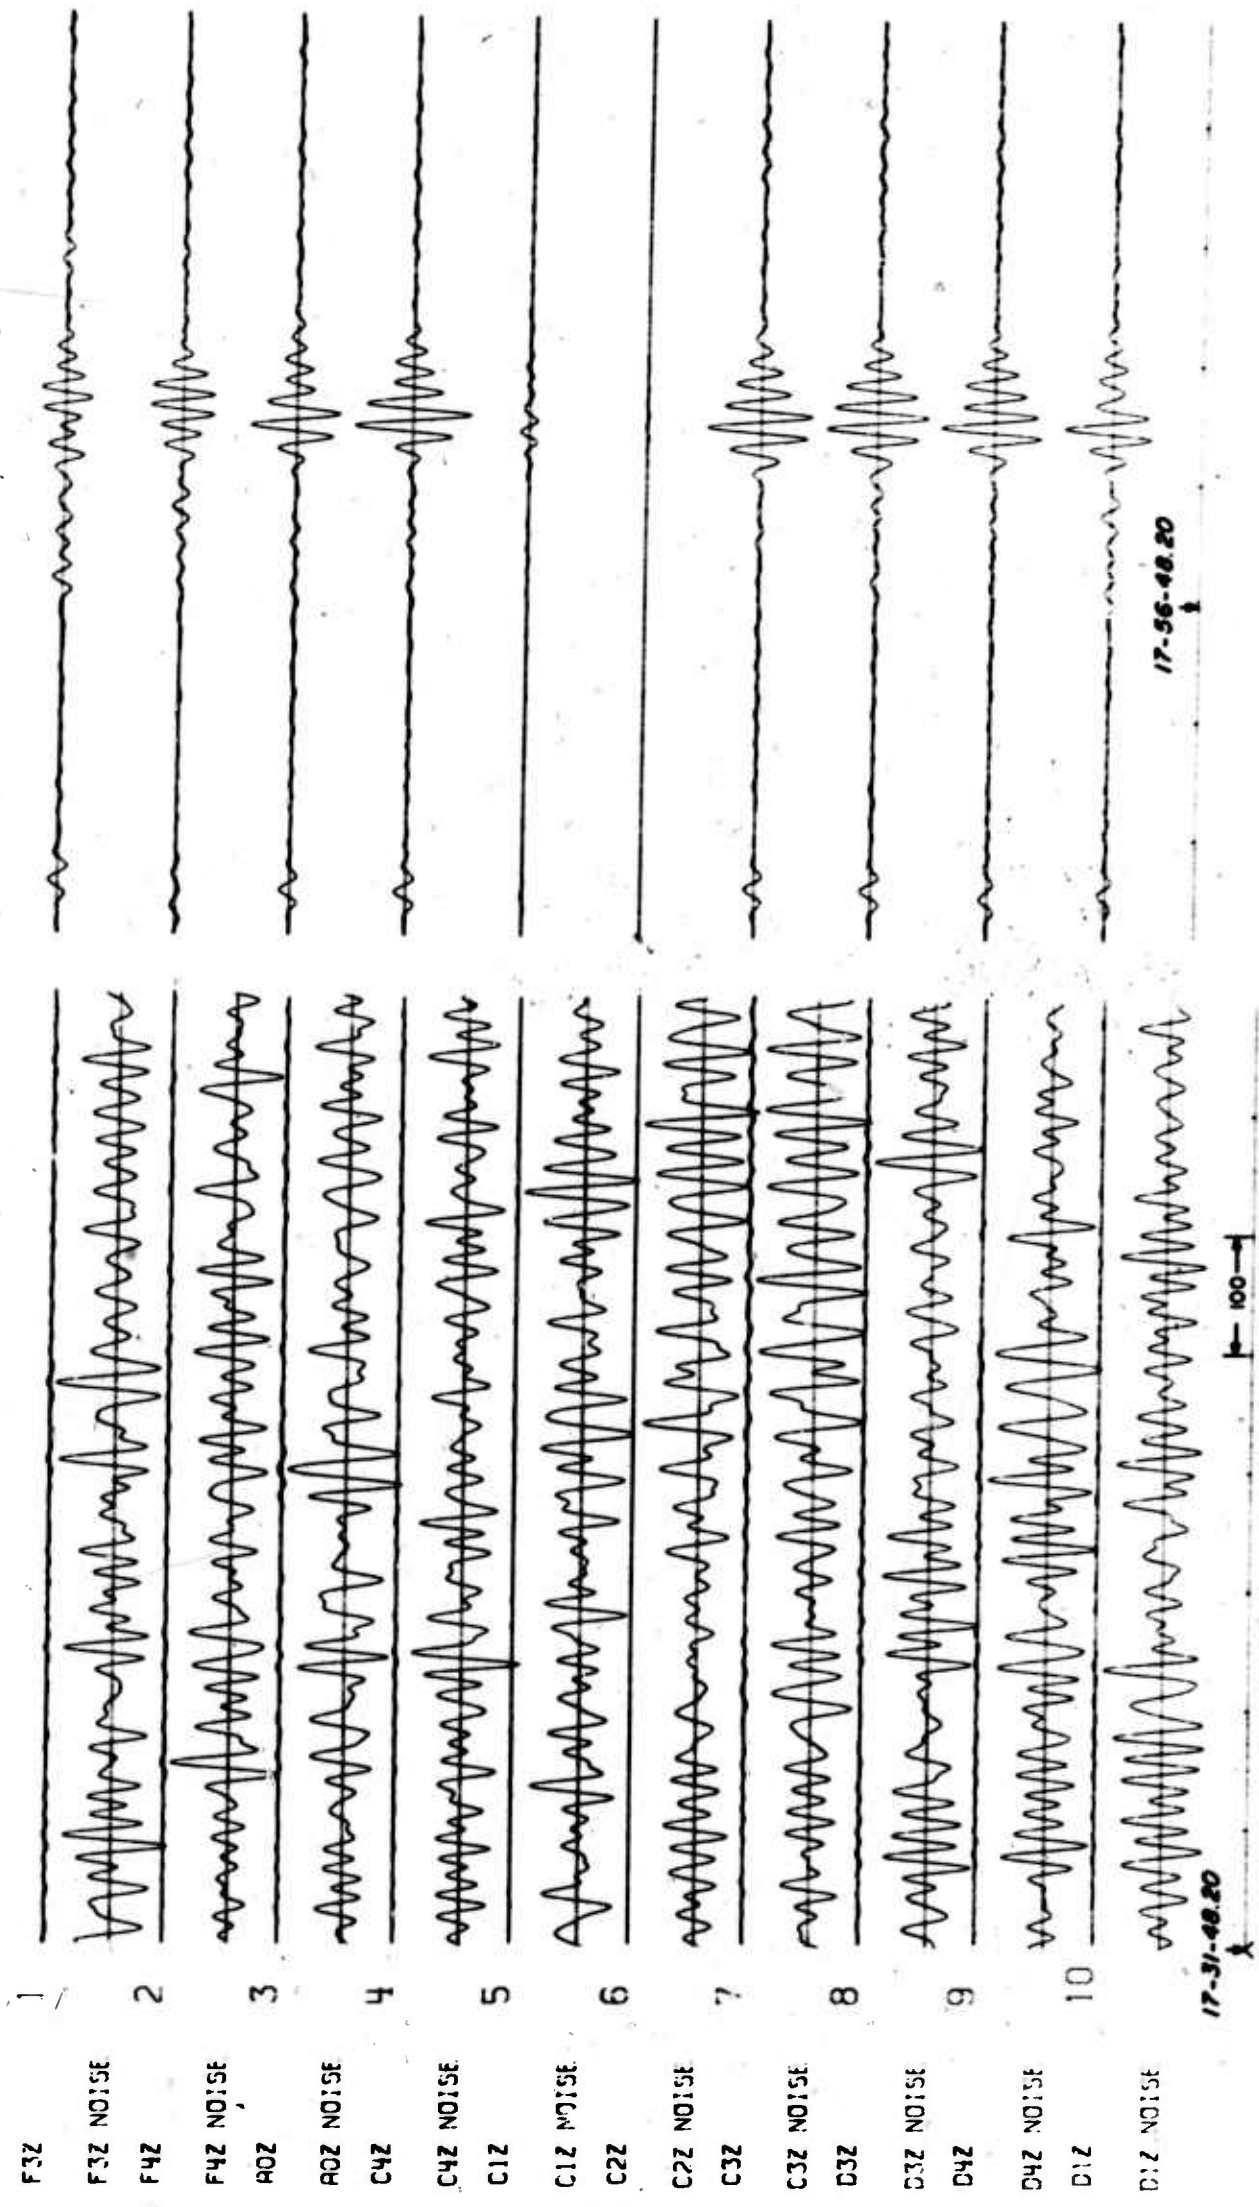 1
F3Z
F3Z NOISE
2
F4Z
F4Z NOISE
3
A0Z
A0Z NOISE
4
C4Z
C4Z NOISE
5
C1Z
C1Z NOISE
6
C2Z
C2Z NOISE
7
C3Z
C3Z NOISE
8
D3Z
D3Z NOISE
9
D4Z
D4Z NOISE
10
D1Z
D1Z NOISE
17-31-48.20
100
17-56-48.20